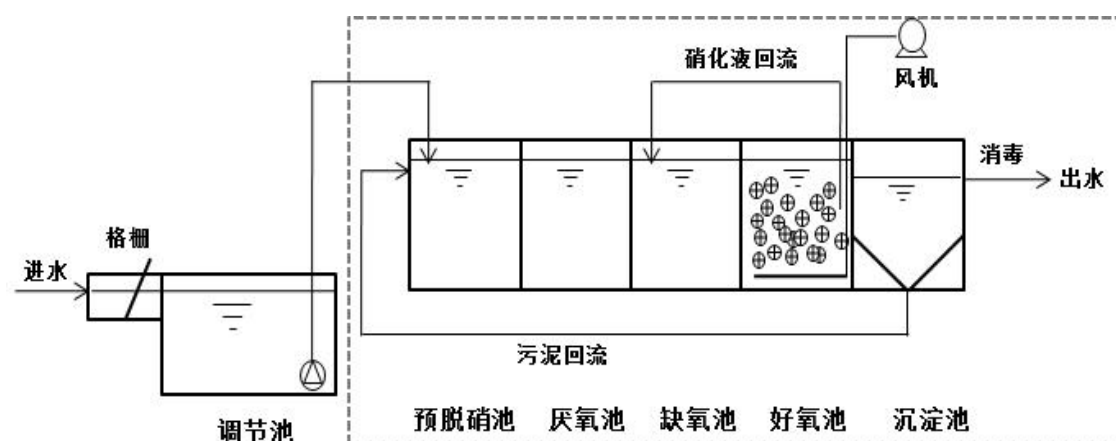 硝化液回流
风机
消毒
出水
格栅
进水
污泥回流
调节池
预脱硝池
厌氧池
缺氧池
好氧池
沉淀池